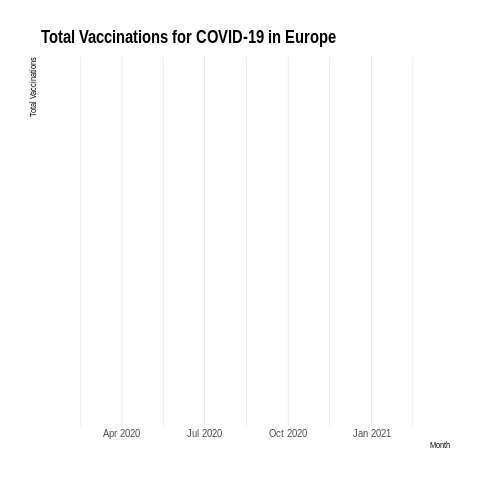 Total Vaccinations for COVID-19 in Europe
Total Vaccinations
Apr 2020 Jul 2020 Oct 2020 Jan 2021
Month